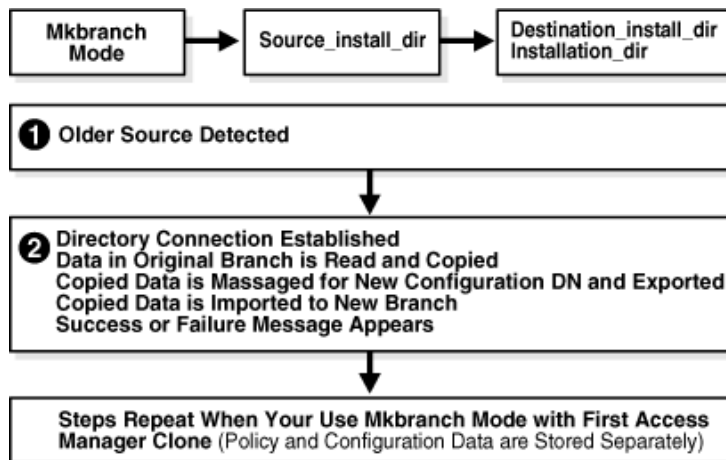 Mkbranch
Mode
Source_install_dir
Destination_install_dir
Installation_dir
1 Older Source Detected
2 Directory Connection Established
Data in Original Branch is Read and Copied
Copied Data is Massaged for New Configuration DN and Exported
Copied Data is Imported to New Branch
Success or Failure Message Appears
Steps Repeat When Your Use Mkbranch Mode with First Access
Manager Clone (Policy and Configuration Data are Stored Separately)